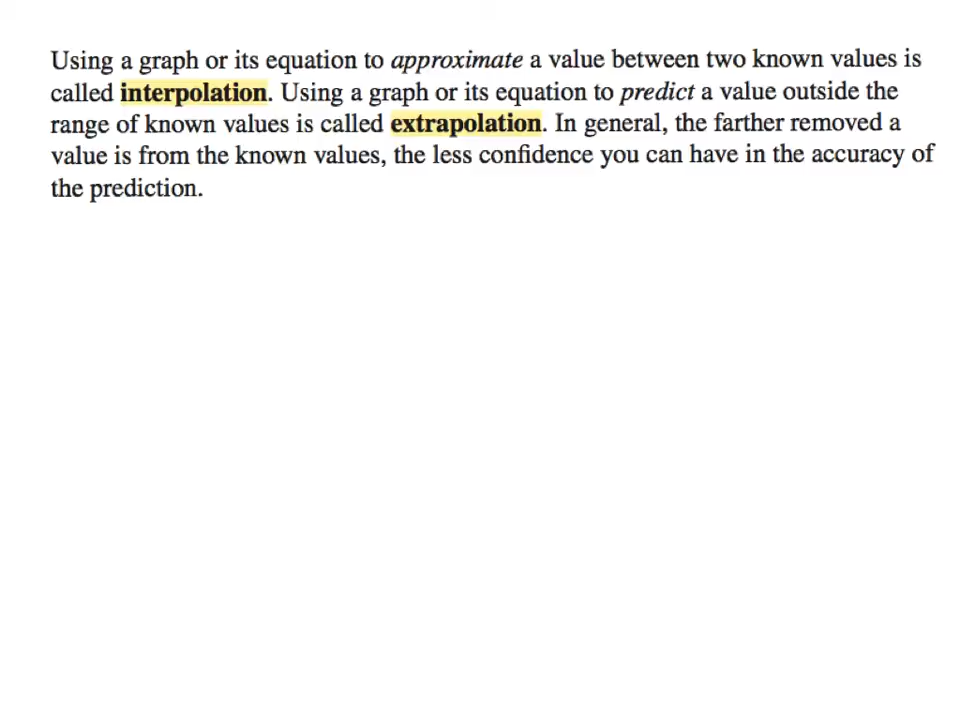 Using a graph or its equation to approximate a value between two known values is
called interpolation. Using a graph or its equation to predict a value outside the
range of known values is called extrapolation. In general, the farther removed a
value is from the known values, the less confidence you can have in the accuracy of
the prediction.